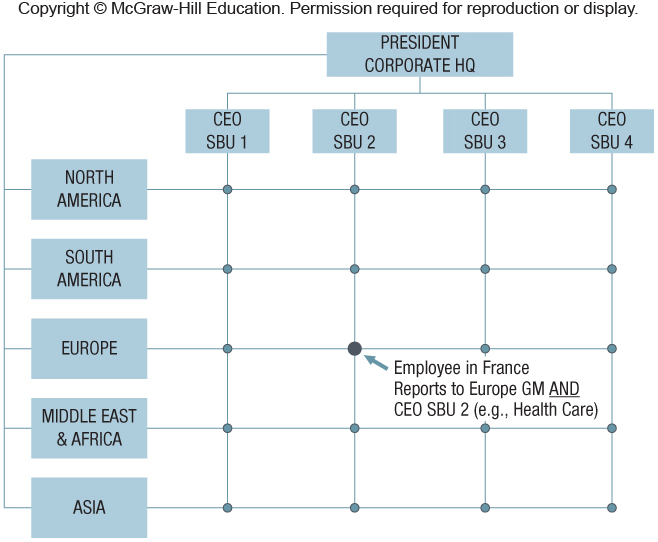 Copyright © McGraw-Hill Education. Permission required for reproduction or display.
PRESIDENT
CORPORATE HQ
CEO
SBU 1
CEO
SBU 2
CEO
SBU 3
CEO
SBU 4
NORTH
AMERICA
SOUTH
AMERICA
EUROPE
Employee in France
Reports to Europe GM AND
CEO SBU 2 (e.g., Health Care)
MIDDLE EAST
& AFRICA
ASIA